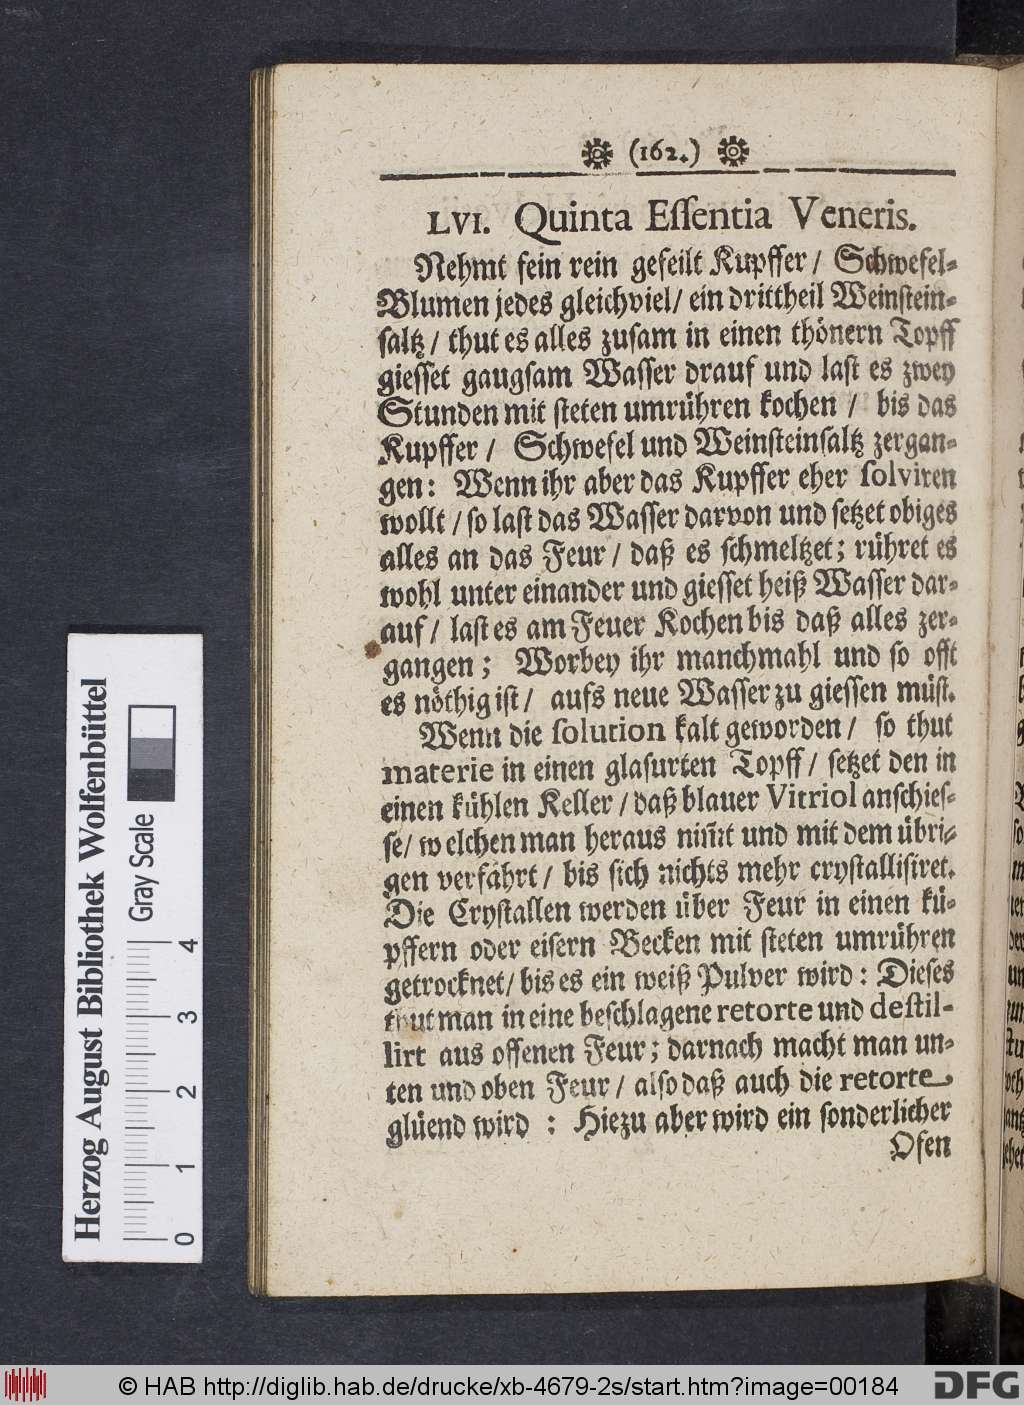 (162.)
LVI. Quinta Eſſentia Veneris.
Nehmt fein rein gefeilt Kupffer / Schwefel-
Blumen jedes gleichviel / ein drittheil Weinſtein-
ſaltz / thut es alles zuſam in einen thönern Topff
gieſſet gaugſam Waſſer drauf und laſt es zwey
Stunden mit ſteten umrühren kochen / bis das
Kupffer / Schwefel und Weinſteinſaltz zergan-
gen: Wenn ihr aber das Kupffer eher ſolviren
wollt / ſo laſt das Waſſer darvon und ſetzet obiges
alles an das Feur / daß es ſchmeltzet; rühret es
wohl unter einander und gieſſet heiß Waſſer dar-
auf / laſt es am Feuer Kochen bis daß alles zer-
gangen; Worbey ihr manchmahl und ſo offt
es nöthig iſt / aufs neue Waſſer zu gieſſen müſt.
Wenn die ſolution kalt geworden / ſo thut
materie in einen glaſurten Topff / ſetzet den in
einen kühlen Keller / daß blauer Vitriol anſchieſ-
ſe / welchen man heraus nim̃t und mit dem übri-
gen verfährt / bis ſich nichts mehr cryſtalliſiret.
Die Cryſtallen werden über Feur in einen kü-
pffern oder eiſern Becken mit ſteten umrühren
getrocknet / bis es ein weiß Pulver wird: Dieſes
thut man in eine beſchlagene retorte und deſtil-
lirt aus offenen Feur; darnach macht man un-
ten und oben Feur / alſo daß auch die retorte
glüend wird : Hiezu aber wird ein ſonderlicher
Ofen
Herzog August Bibliothek Wolfenbüttel
Gray Scale
0 1 2 3 4
© HAB http://diglib.hab.de/drucke/xb-4679-2s/start.htm?image=00184
DFG